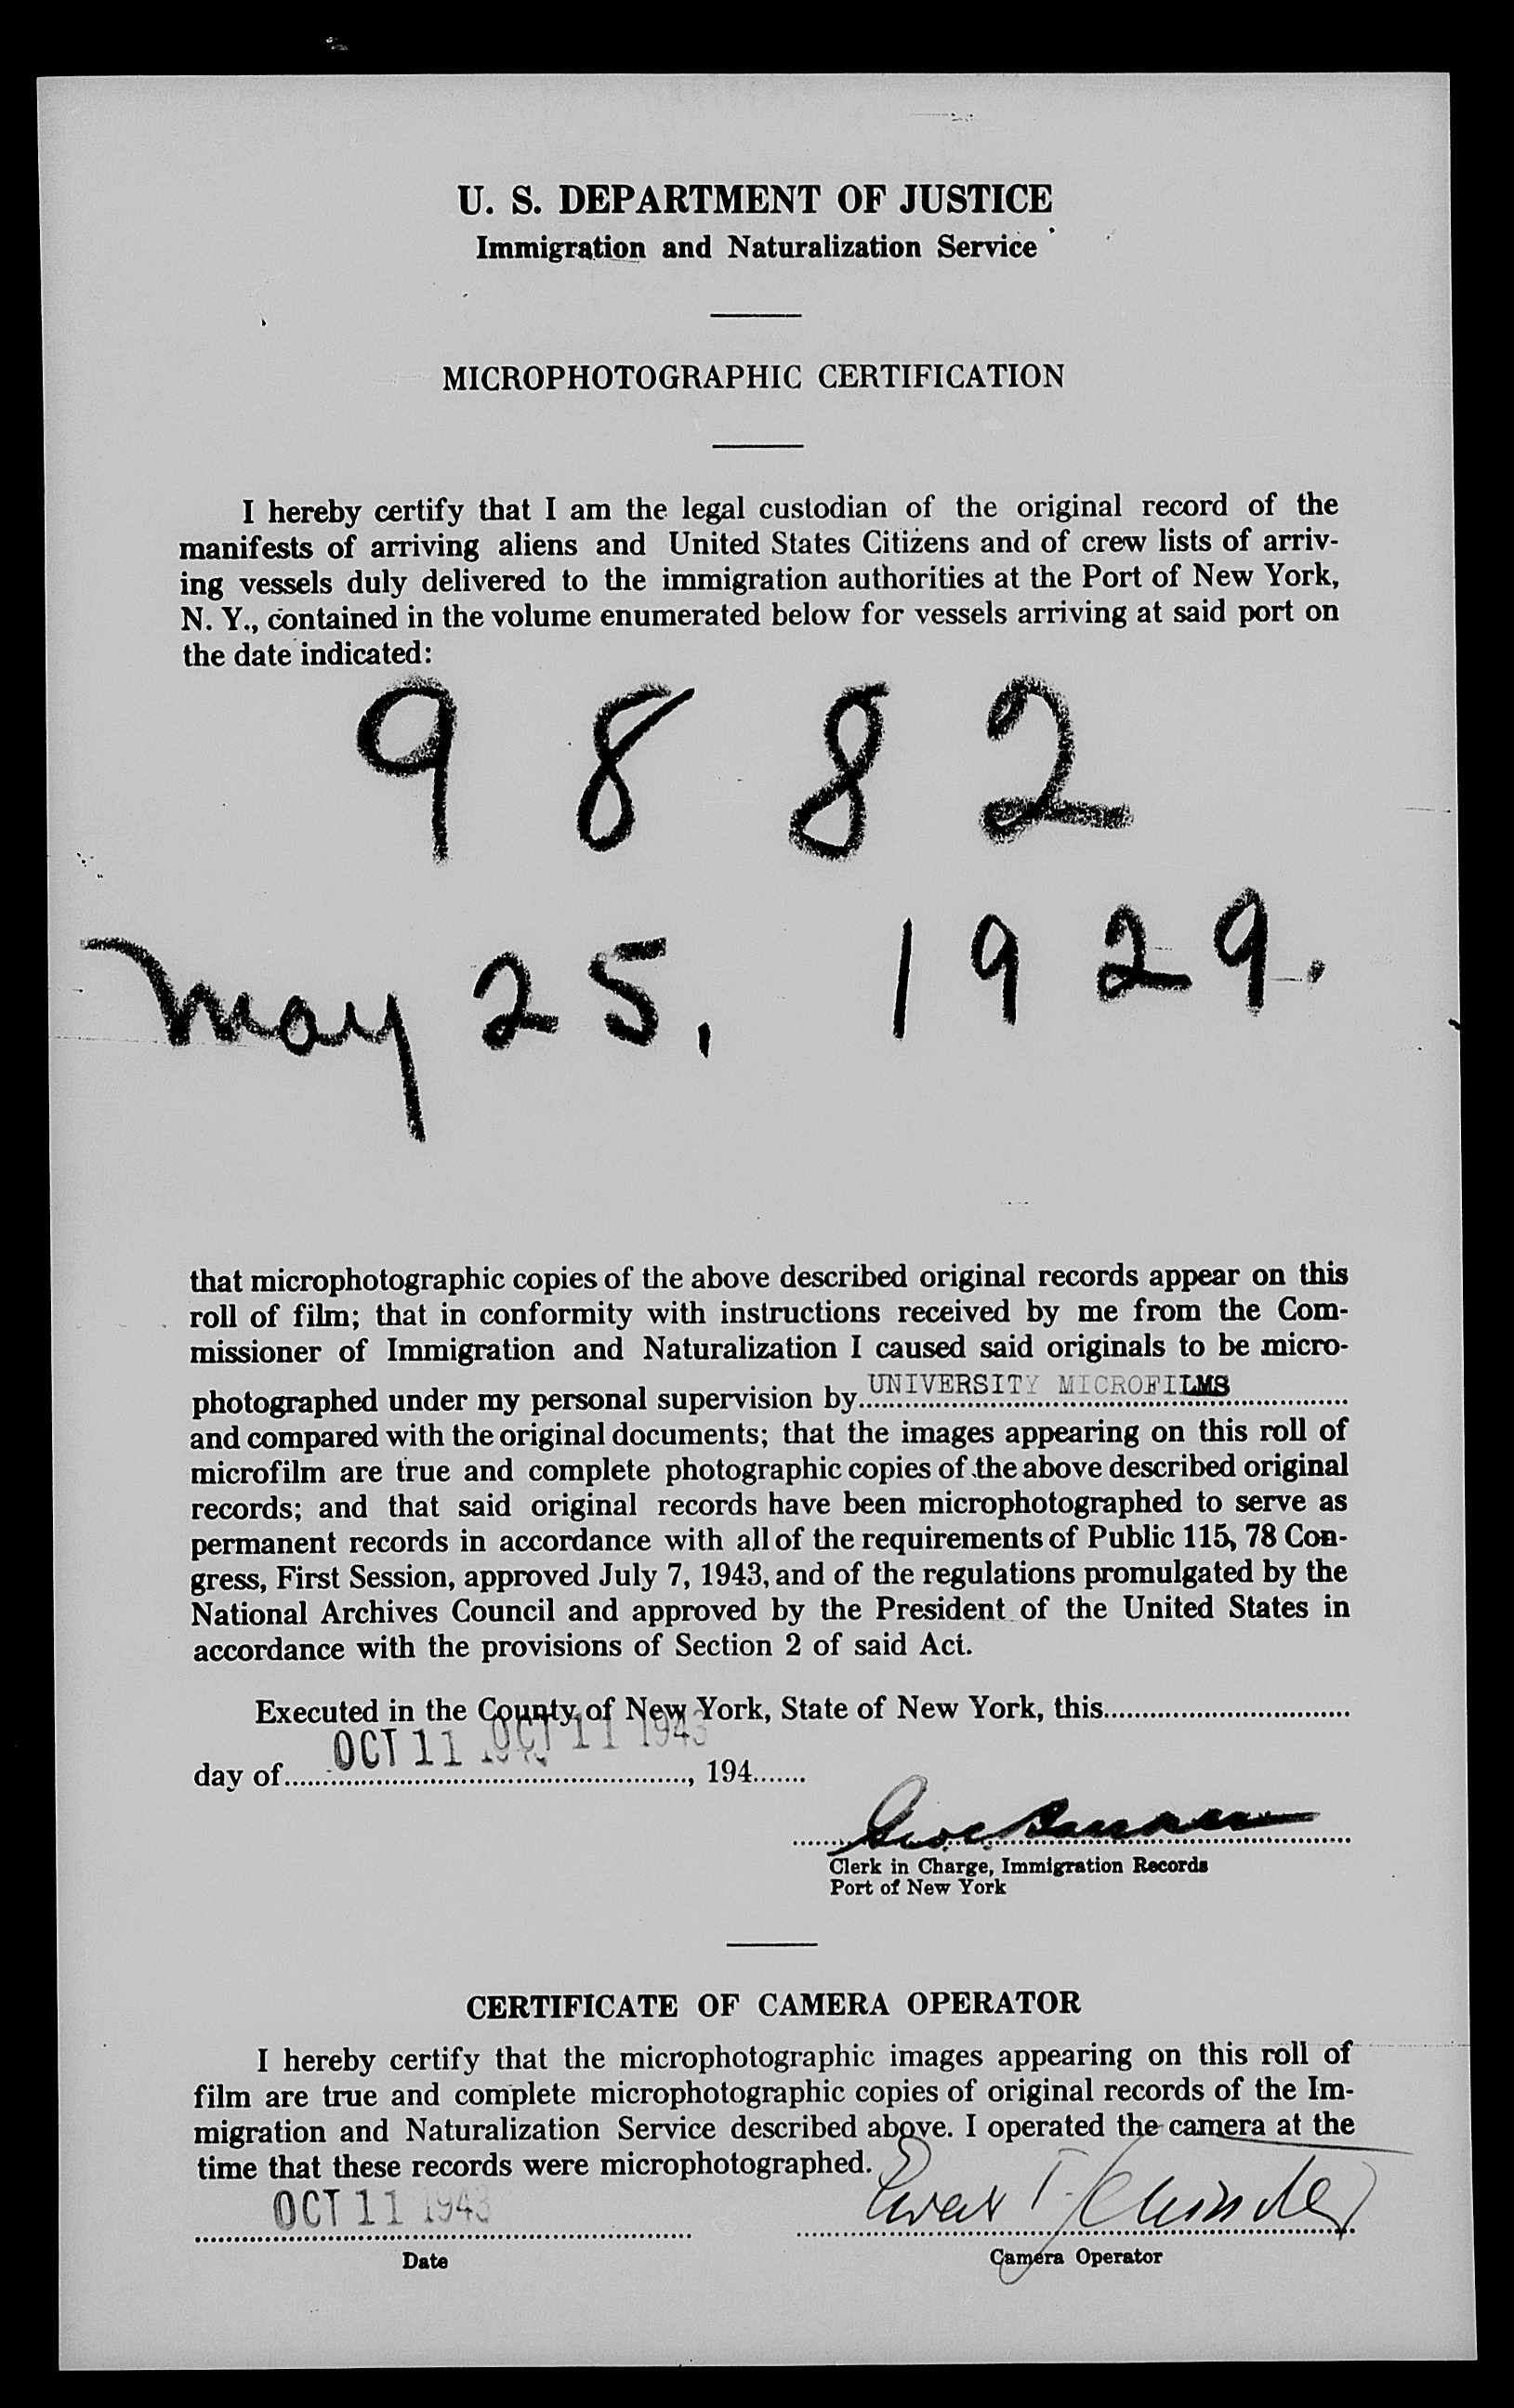 U. S. DEPARTMENT OF JUSTICE
Immigration and Naturalization Service
MICROPHOTOGRAPHIC CERTIFICATION
I hereby certify that I am the legal custodian of the original record of the
manifests of arriving aliens and United States Citizens and of crew lists of arriv-
ing vessels duly delivered to the immigration authorities at the Port of New York,
N. Y., contained in the volume enumerated below for vessels arriving at said port on
the date indicated:
9882
May 25, 1929.
that microphotographic copies of the above described original records appear on this
roll of film; that in conformity with instructions received by me from the Com-
missioner of Immigration and Naturalization I caused said originals to be micro-
photographed under my personal supervision by UNIVERSITY MICROFILMS
and compared with the original documents; that the images appearing on this roll of
microfilm are true and complete photographic copies of the above described original
records; and that said original records have been microphotographed to serve as
permanent records in accordance with all of the requirements of Public 115, 78 Con-
gress, First Session, approved July 7, 1943, and of the regulations promulgated by the
National Archives Council and approved by the President of the United States in
accordance with the provisions of Section 2 of said Act.
Executed in the County of New York, State of New York, this
OCT 11 1943 OCT 11 1943
day of, 194
Clerk in Charge, Immigration Records
Port of New York
CERTIFICATE OF CAMERA OPERATOR
I hereby certify that the microphotographic images appearing on this roll of
film are true and complete microphotographic copies of original records of the Im-
migration and Naturalization Service described above. I operated the camera at the
time that these records were microphotographed.
OCT 11 1943
Date
Camera Operator